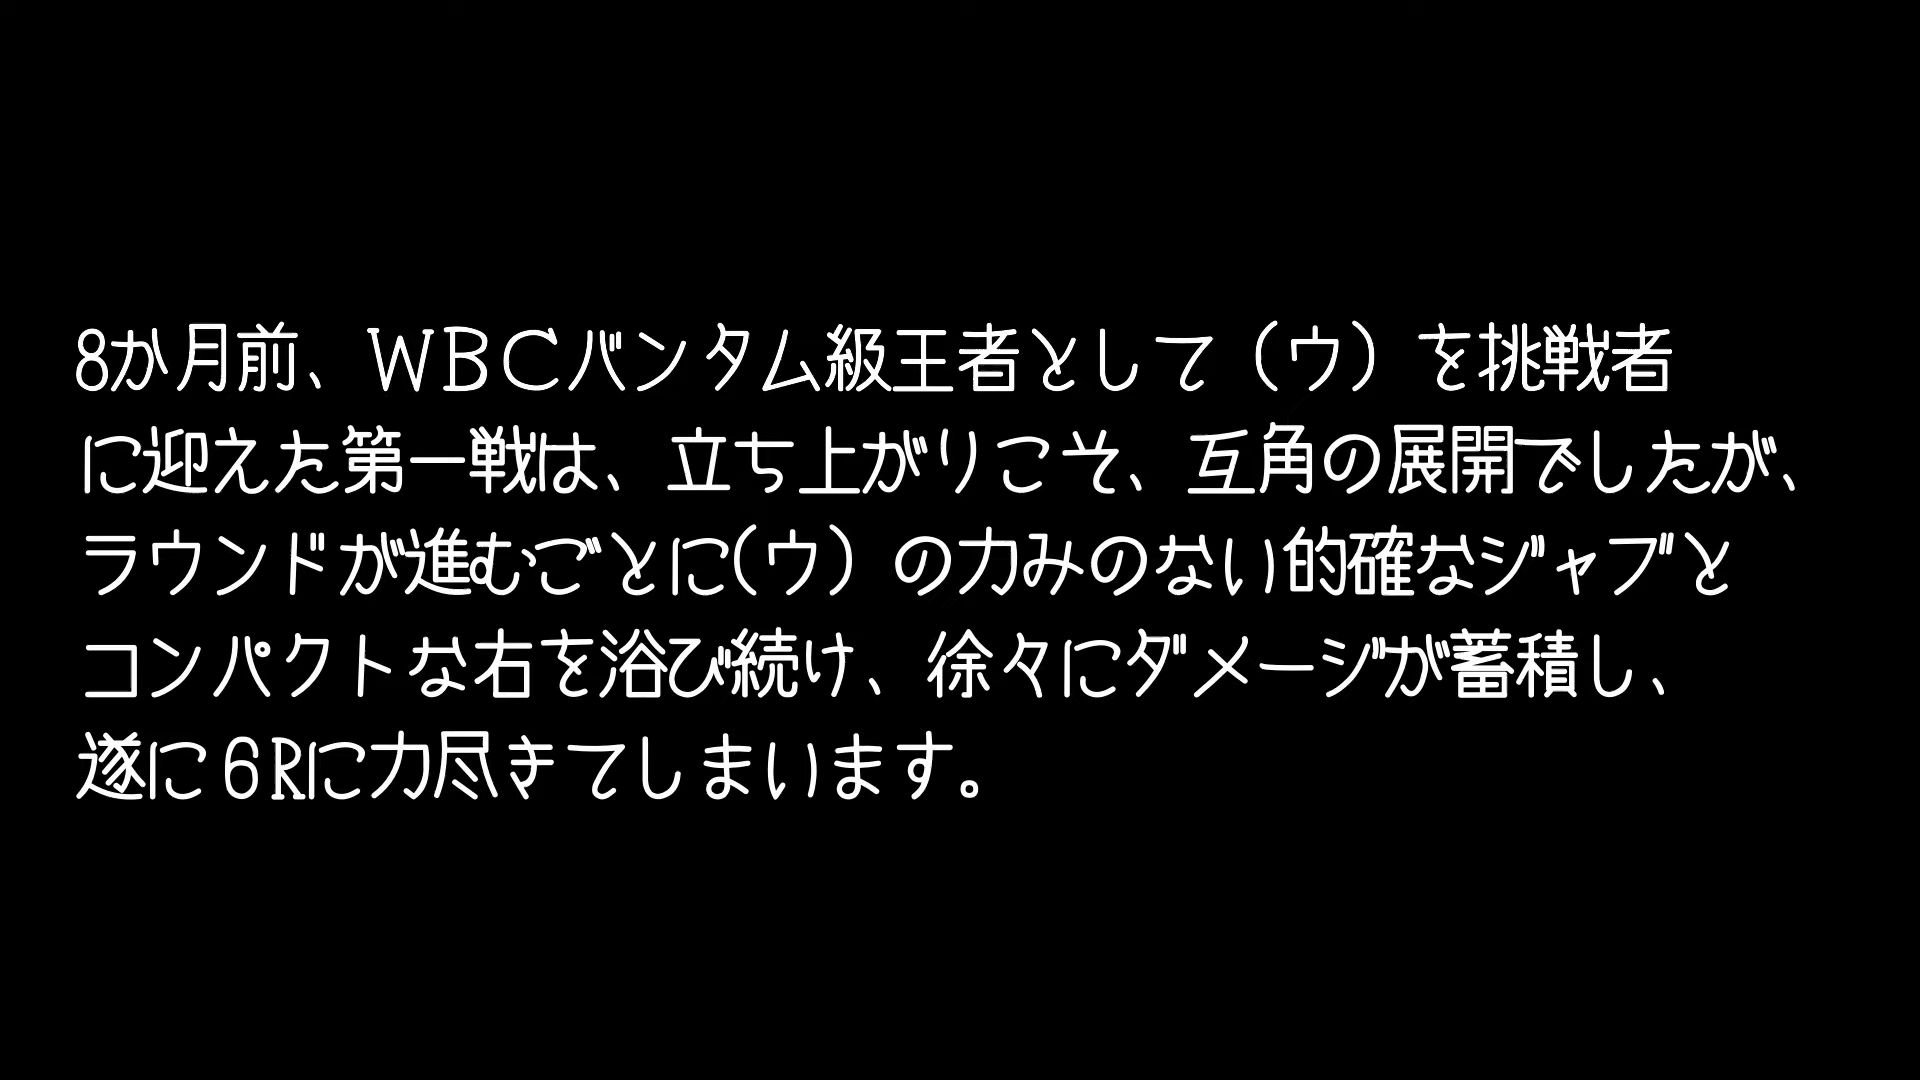 8か月前、WBCバンタム級王者として（ウ）を挑戦者
に迎えた第一戦は、立ち上がりこそ、互角の展開でしたが、
ラウンドが進むごとに(ウ）の力みのない的確なジャブと
コンパクトな右を浴び続け、徐々にダメージが蓄積し、
遂に６Rに力尽きてしまいます。